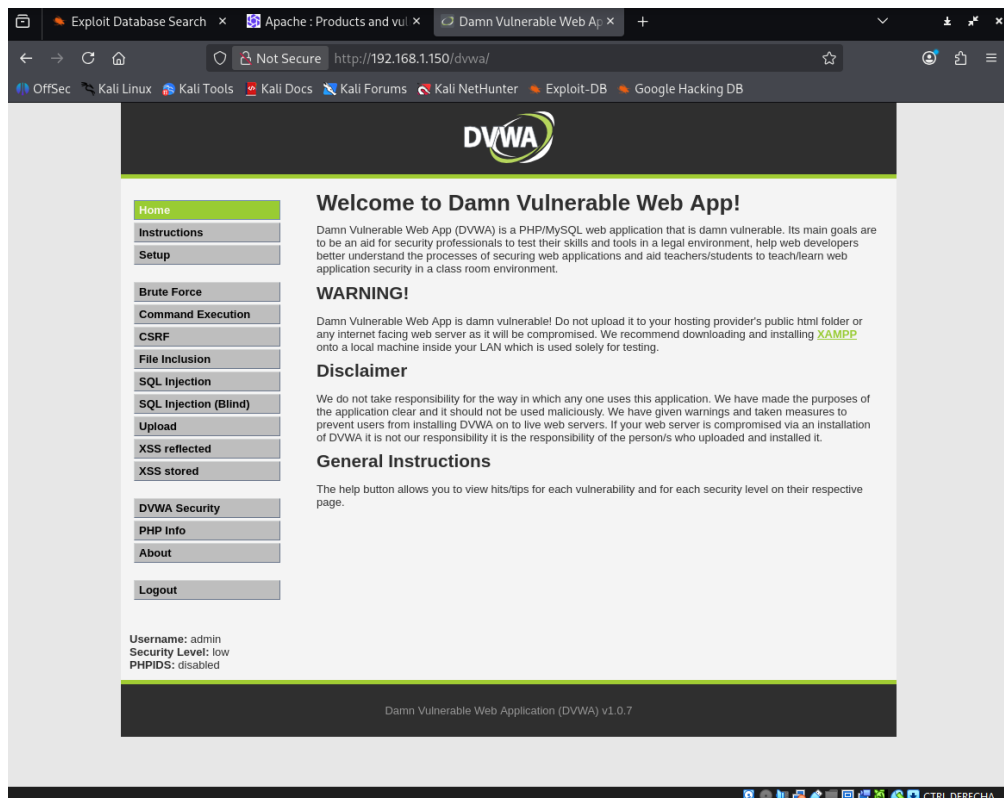 Exploit Database Search
Apache : Products and vul
Damn Vulnerable Web Ap
Not Secure http://192.168.1.150/dvwa/
OffSec Kali Linux Kali Tools Kali Docs Kali Forums Kali NetHunter Exploit-DB Google Hacking DB
DVWA
Home
Instructions
Setup
Brute Force
Command Execution
CSRF
File Inclusion
SQL Injection
SQL Injection (Blind)
Upload
XSS reflected
XSS stored
DVWA Security
PHP Info
About
Logout
Username: admin
Security Level: low
PHPIDS: disabled
Welcome to Damn Vulnerable Web App!
Damn Vulnerable Web App (DVWA) is a PHP/MySQL web application that is damn vulnerable. Its main goals are
to be an aid for security professionals to test their skills and tools in a legal environment, help web developers
better understand the processes of securing web applications and aid teachers/students to teach/learn web
application security in a class room environment.
WARNING!
Damn Vulnerable Web App is damn vulnerable! Do not upload it to your hosting provider's public html folder or
any internet facing web server as it will be compromised. We recommend downloading and installing XAMPP
onto a local machine inside your LAN which is used solely for testing.
Disclaimer
We do not take responsibility for the way in which any one uses this application. We have made the purposes of
the application clear and it should not be used maliciously. We have given warnings and taken measures to
prevent users from installing DVWA on to live web servers. If your web server is compromised via an installation
of DVWA it is not our responsibility it is the responsibility of the person/s who uploaded and installed it.
General Instructions
The help button allows you to view hits/tips for each vulnerability and for each security level on their respective
page.
Damn Vulnerable Web Application (DVWA) v1.0.7
CTRL DERECHA